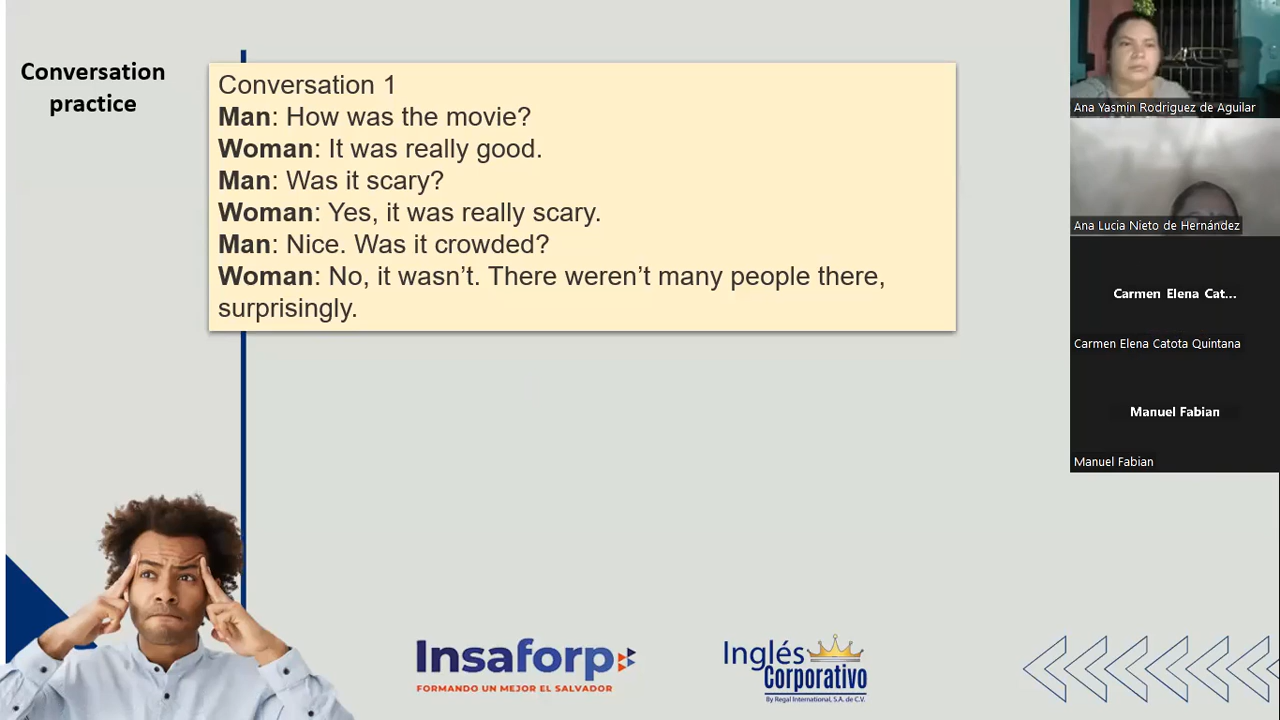 Conversation
practice
Conversation 1
Man: How was the movie?
Woman: It was really good.
Man: Was it scary?
Woman: Yes, it was really scary.
Man: Nice. Was it crowded?
Woman: No, it wasn’t. There weren’t many people there,
surprisingly.
Ana Yasmin Rodriguez de Aguilar
Ana Lucia Nieto de Hernández
Carmen Elena Cat...
Carmen Elena Catota Quintana
Manuel Fabian
Manuel Fabian
Insaforp
FORMANDO UN MEJOR EL SALVADOR
Inglés
Corporativo
By Regal International, S.A. de C.V.